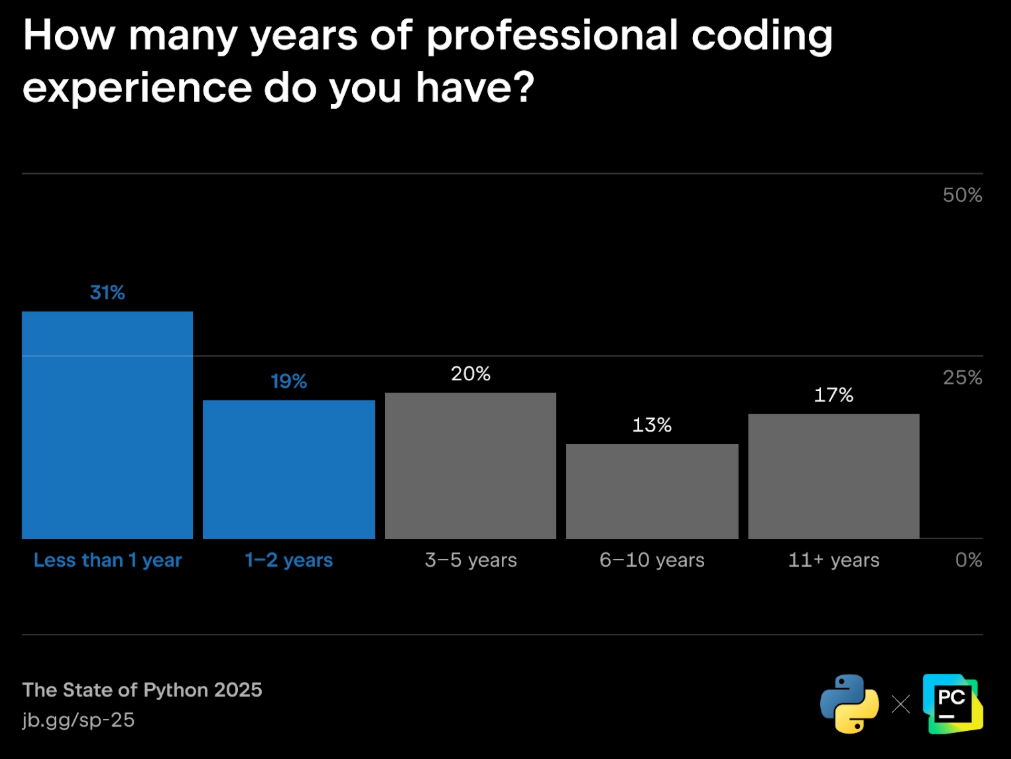 How many years of professional coding
experience do you have?
50%
31%
25%
19%
20%
13%
17%
0%
Less than 1 year
1–2 years
3–5 years
6–10 years
11+ years
The State of Python 2025
jb.gg/sp-25
PC